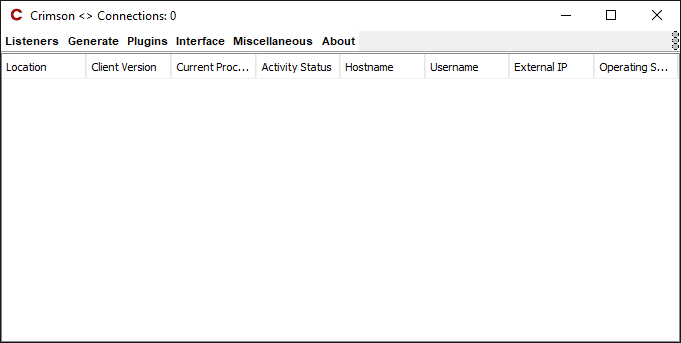 C Crimson <> Connections: 0
Listeners Generate Plugins Interface Miscellaneous About
Location Client Version Current Proc... Activity Status Hostname Username External IP Operating S...